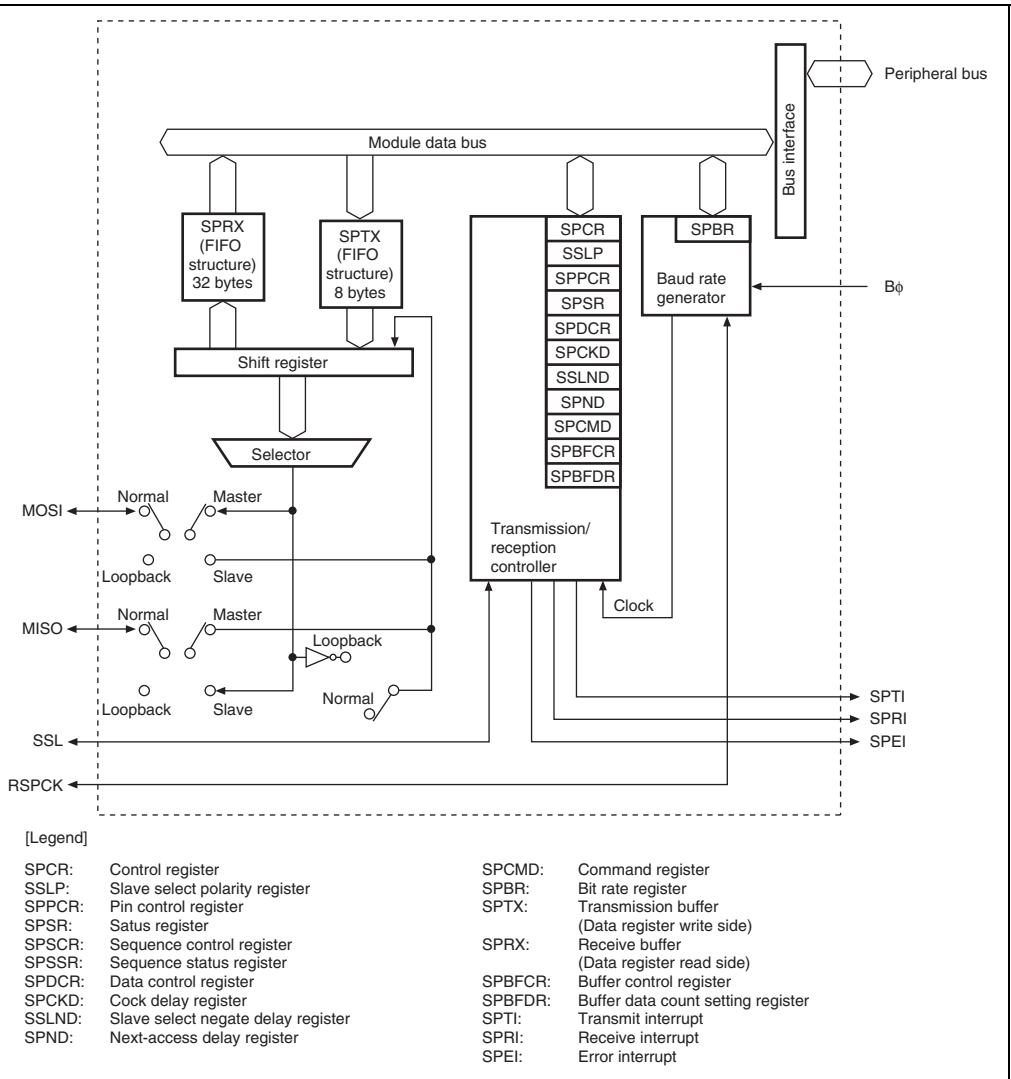 Peripheral bus
Bus interface
Module data bus
SPRX
(FIFO
structure)
32 bytes
SPTX
(FIFO
structure)
8 bytes
SPCR
SSLP
SPPCR
SPSR
SPDCR
SPCKD
SSLND
SPND
SPCMD
SPBFCR
SPBFDR
Transmission/
reception
controller
SPBR
Baud rate
generator
Bϕ
Shift register
Selector
MOSI
Normal
Master
Loopback
Slave
MISO
Normal
Master
Loopback
Loopback
Slave
Normal
Clock
SPTI
SPRI
SPEI
SSL
RSPCK
[Legend]
SPCR: Control register
SSLP: Slave select polarity register
SPPCR: Pin control register
SPSR: Satus register
SPSCR: Sequence control register
SPSSR: Sequence status register
SPDCR: Data control register
SPCKD: Cock delay register
SSLND: Slave select negate delay register
SPND: Next-access delay register
SPCMD: Command register
SPBR: Bit rate register
SPTX: Transmission buffer
(Data register write side)
SPRX: Receive buffer
(Data register read side)
SPBFCR: Buffer control register
SPBFDR: Buffer data count setting register
SPTI: Transmit interrupt
SPRI: Receive interrupt
SPEI: Error interrupt